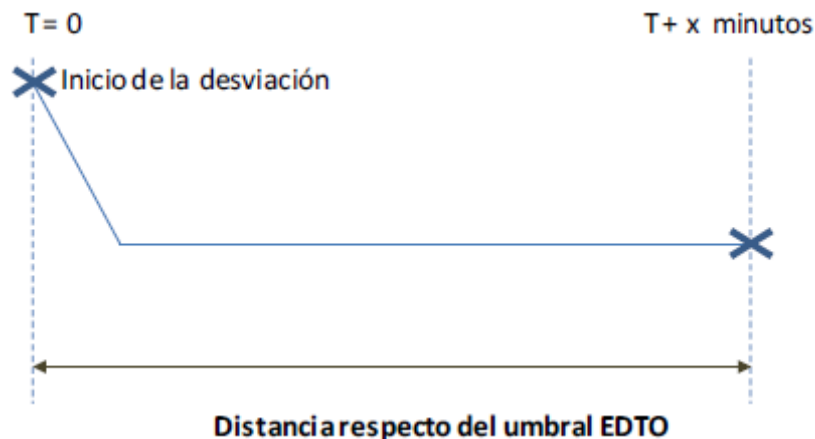 T= 0
T+ x minutos
Inicio de la desviación
Distancia respecto del umbral EDTO